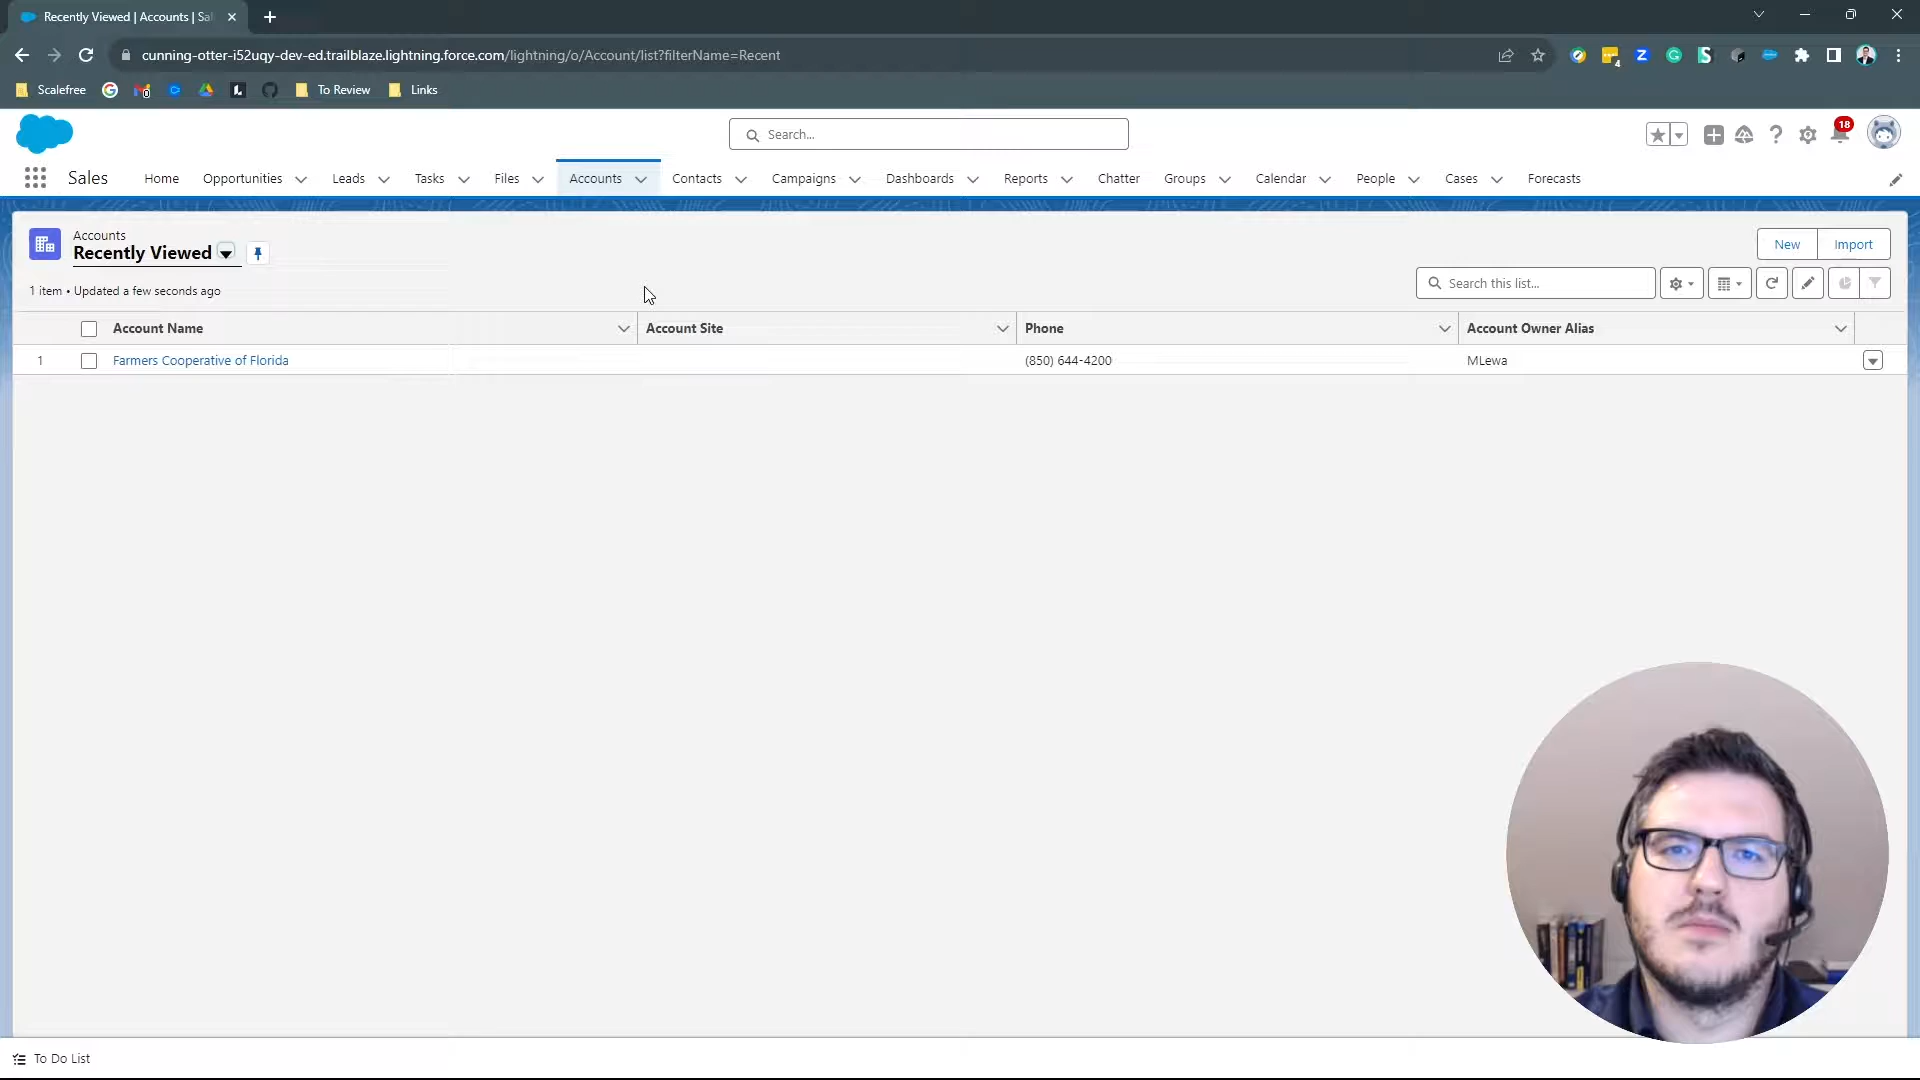 Recently Viewed | Accounts | Sal
cunning-otter-i52uqy-dev-ed.trailblaze.lightning.force.com/lightning/o/Account/list?filterName=Recent
Scalefree To Review Links
Search... 18
Sales Home Opportunities Leads Tasks Files Accounts Contacts Campaigns Dashboards Reports Chatter Groups Calendar People Cases Forecasts
Accounts
Recently Viewed
New Import
1 item • Updated a few seconds ago
Search this list...
Account Name Account Site Phone Account Owner Alias
1 Farmers Cooperative of Florida (850) 644-4200 MLewa
To Do List